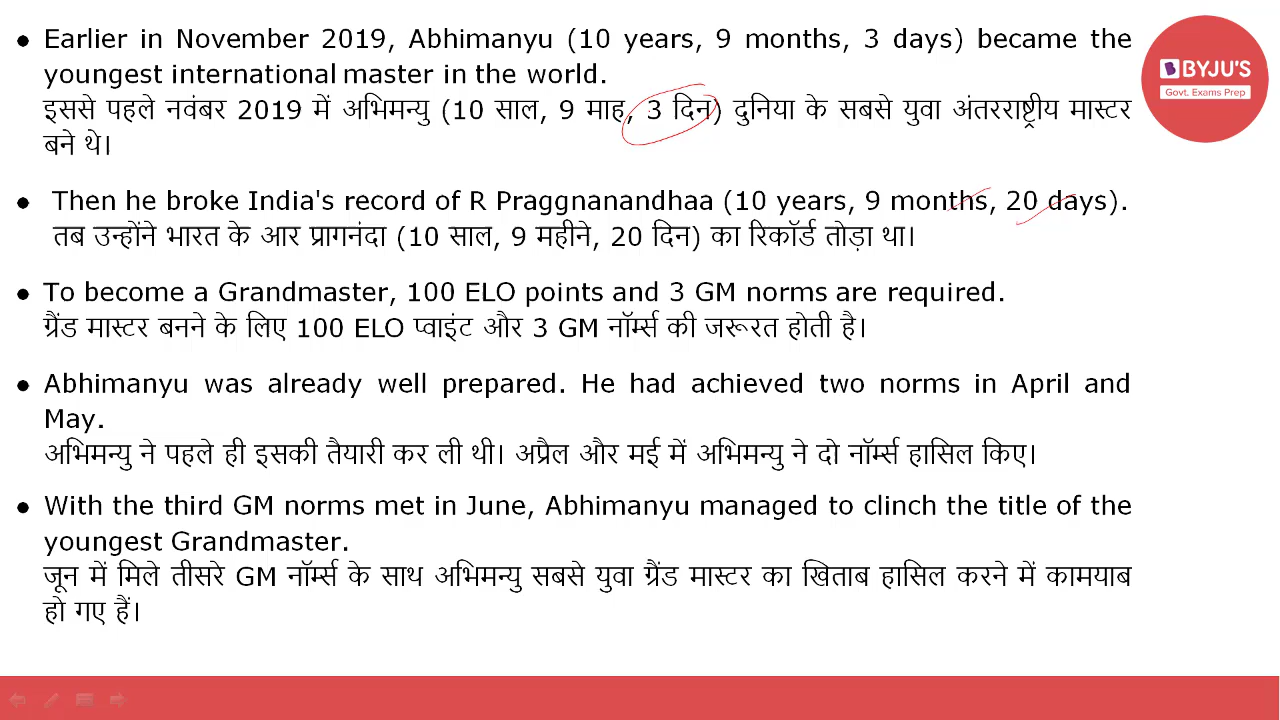 ● Earlier in November 2019, Abhimanyu (10 years, 9 months, 3 days) became the
youngest international master in the world.
इससे पहले नवंबर 2019 में अभिमन्यु (10 साल, 9 माह, 3 दिन) दुनिया के सबसे युवा अंतरराष्ट्रीय मास्टर
बने थे।
● Then he broke India's record of R Praggnanandhaa (10 years, 9 months, 20 days).
तब उन्होंने भारत के आर प्रागनंदा (10 साल, 9 महीने, 20 दिन) का रिकॉर्ड तोड़ा था।
● To become a Grandmaster, 100 ELO points and 3 GM norms are required.
ग्रैंड मास्टर बनने के लिए 100 ELO प्वाइंट और 3 GM नॉर्म्स की जरूरत होती है।
● Abhimanyu was already well prepared. He had achieved two norms in April and
May.
अभिमन्यु ने पहले ही इसकी तैयारी कर ली थी। अप्रैल और मई में अभिमन्यु ने दो नॉर्म्स हासिल किए।
● With the third GM norms met in June, Abhimanyu managed to clinch the title of the
youngest Grandmaster.
जून में मिले तीसरे GM नॉर्म्स के साथ अभिमन्यु सबसे युवा ग्रैंड मास्टर का खिताब हासिल करने में कामयाब
हो गए हैं।
BYJU'S
Govt. Exams Prep